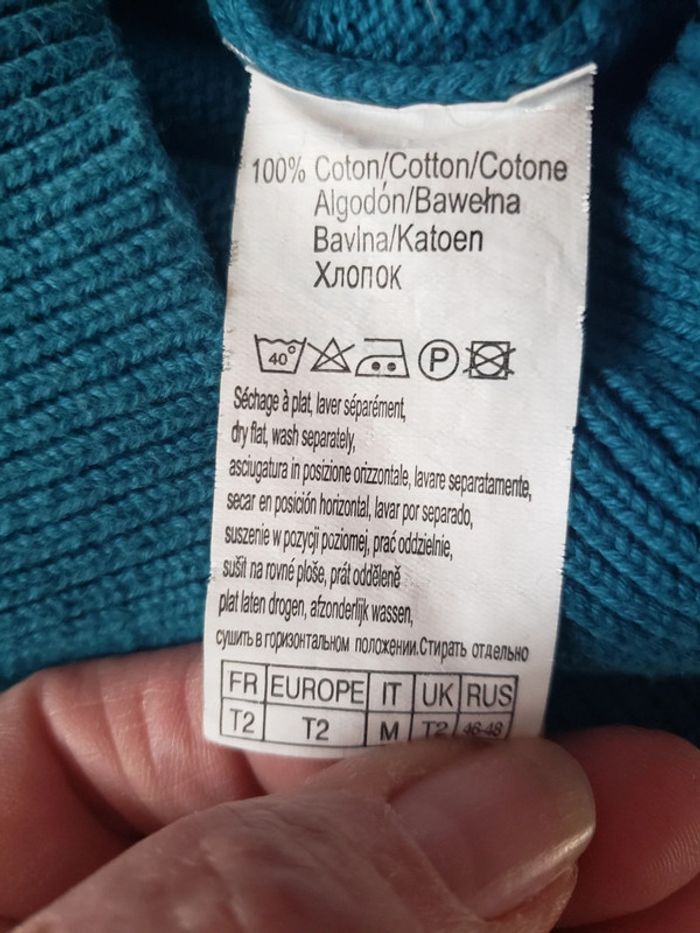 100% Coton/Cotton/Cotone
Algodón/Bawełna
Bavlna/Katoen
Хлопок
40° P
Séchage à plat, laver séparément,
dry flat, wash separately,
asciugatura in posizione orizzontale, lavare separatamente,
secar en posición horizontal, lavar por separado,
suszenie w pozycji poziomej, prać oddzielnie,
sušit na rovné ploše, prát odděleně
plat laten drogen, afzonderlijk wassen,
сушить в горизонтальном положении.Стирать отдельно
FR EUROPE IT UK RUS
T2 T2 M T2 46-48